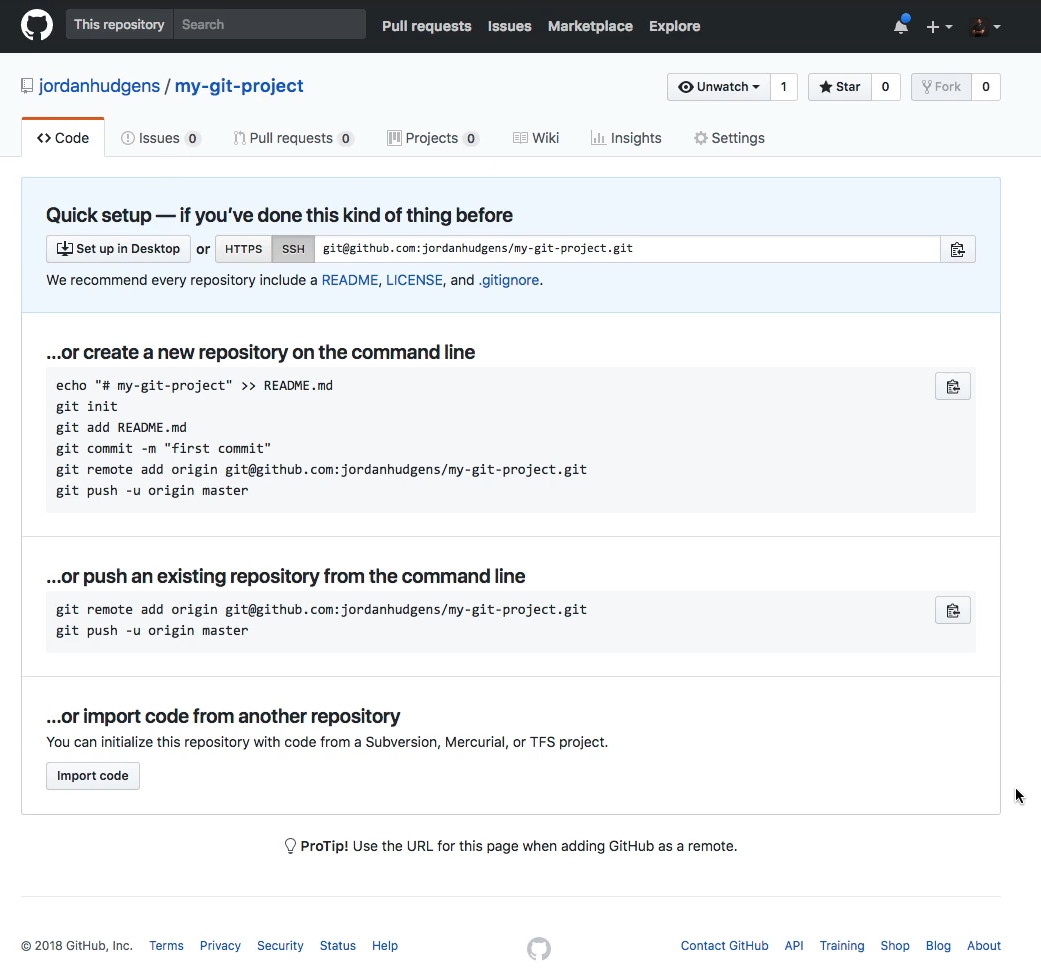 This repository Search Pull requests Issues Marketplace Explore
jordanhudgens / my-git-project Unwatch 1 Star 0 Fork 0
Code Issues 0 Pull requests 0 Projects 0 Wiki Insights Settings
Quick setup — if you’ve done this kind of thing before
Set up in Desktop or HTTPS SSH git@github.com:jordanhudgens/my-git-project.git
We recommend every repository include a README, LICENSE, and .gitignore.
…or create a new repository on the command line
echo "# my-git-project" >> README.md
git init
git add README.md
git commit -m "first commit"
git remote add origin git@github.com:jordanhudgens/my-git-project.git
git push -u origin master
…or push an existing repository from the command line
git remote add origin git@github.com:jordanhudgens/my-git-project.git
git push -u origin master
…or import code from another repository
You can initialize this repository with code from a Subversion, Mercurial, or TFS project.
Import code
ProTip! Use the URL for this page when adding GitHub as a remote.
© 2018 GitHub, Inc. Terms Privacy Security Status Help Contact GitHub API Training Shop Blog About